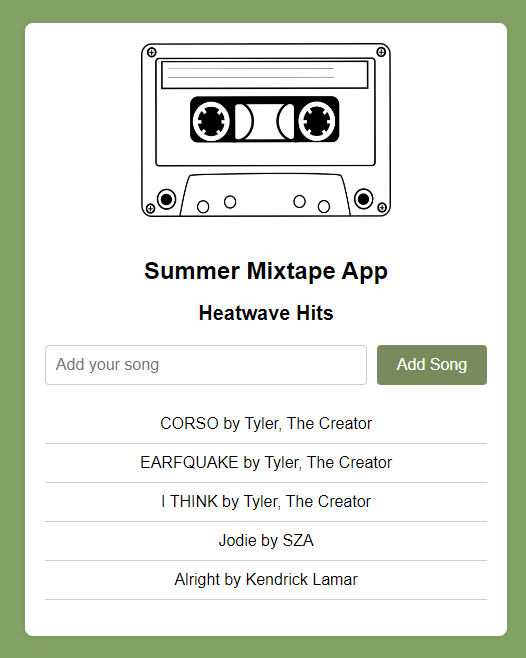 Summer Mixtape App
Heatwave Hits
Add your song
Add Song
CORSO by Tyler, The Creator
EARFQUAKE by Tyler, The Creator
I THINK by Tyler, The Creator
Jodie by SZA
Alright by Kendrick Lamar